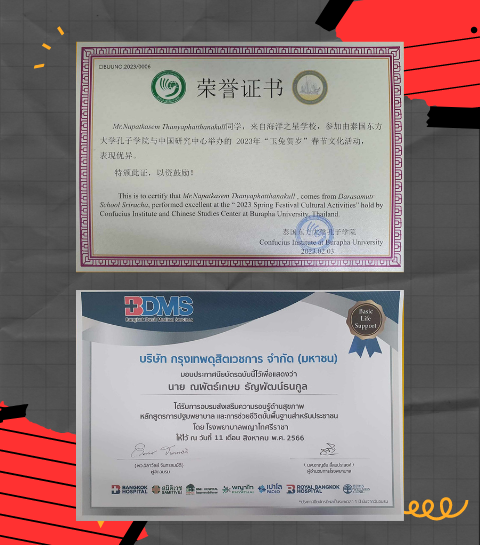 CIBUUNO.2023/0006
荣誉证书
Mr.Napatkasem Thanyaphatthanakull同学，来自海洋之星学校，参加由泰国东方
大学孔子学院与中国研究中心举办的 2023年“玉兔贺岁”春节文化活动，
表现优异。
特颁此证，以资鼓励！
This is to certify that Mr.Napatkasem Thanyaphatthanakull , comes from Darasamutr
School Sriracha, performed excellent at the “ 2023 Spring Festival Cultural Activities” held by
Confucius Institute and Chinese Studies Center at Burapha University, Thailand.
泰国东方大学孔子学院
Confucius Institute at Burapha University
2023.02.03
BDMS
Bangkok Dusit Medical Services
Basic
Life
Support
บริษัท กรุงเทพดุสิตเวชการ จำกัด (มหาชน)
มอบประกาศนียบัตรฉบับนี้ไว้เพื่อแสดงว่า
นาย ณพัตร์เกษม ธัญพัฒน์ธนกูล
ได้รับการอบรมส่งเสริมความรอบรู้ด้านสุขภาพ
หลักสูตรการปฐมพยาบาล และการช่วยชีวิตขั้นพื้นฐานสำหรับประชาชน
โดย โรงพยาบาลพญาไทศรีราชา
ให้ไว้ ณ วันที่ 11 เดือน สิงหาคม พ.ศ. 2566
BANGKOK HOSPITAL
สมิติเวช SAMITIVEJ
BNH HOSPITAL
พญาไท
เปาโล PAOLO
ROYAL BANGKOK HOSPITAL